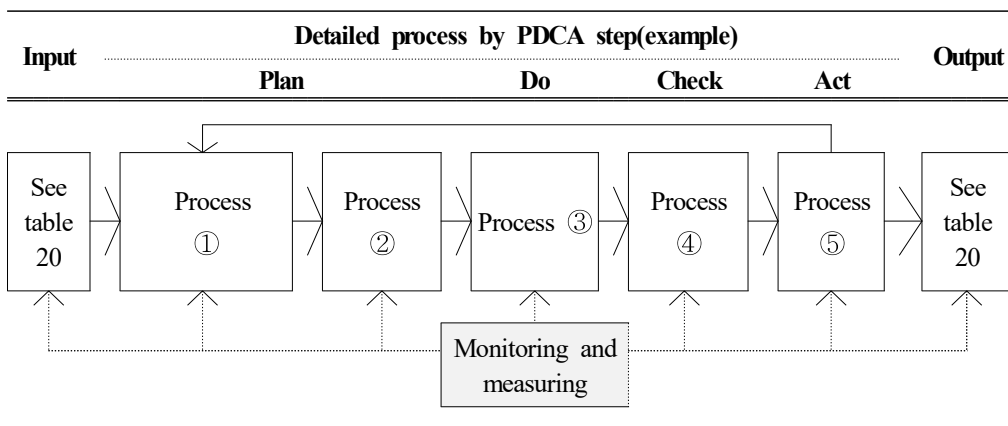 Input
Detailed process by PDCA step(example)
Output
Plan
Do
Check
Act
See
table
20
Process
①
Process
②
Process ③
Process
④
Process
⑤
See
table
20
Monitoring and
measuring